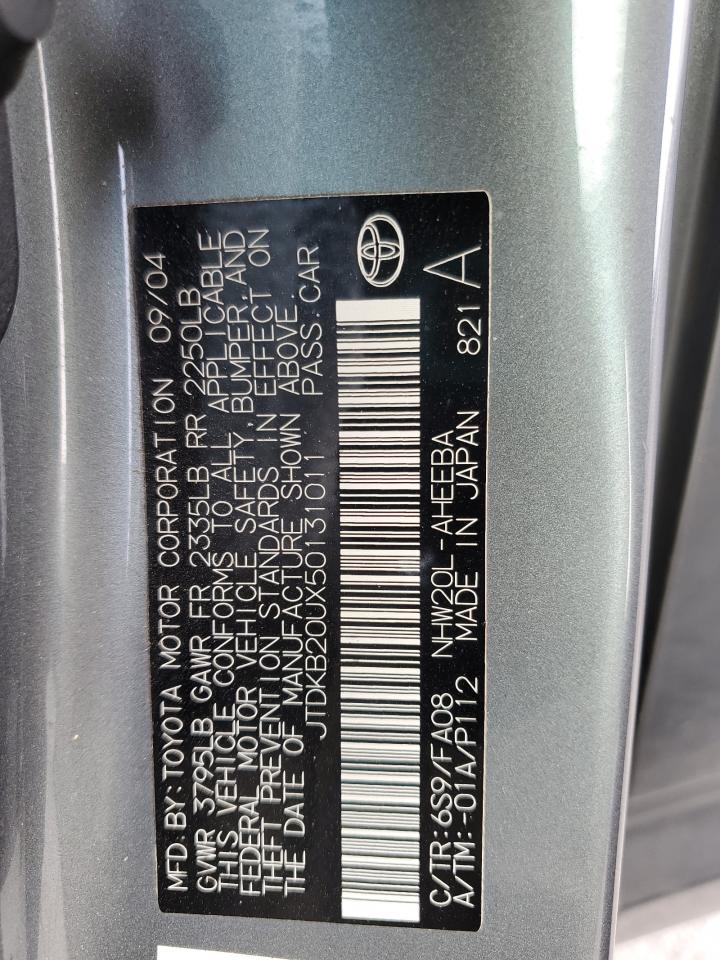 MFD. BY: TOYOTA MOTOR CORPORATION 09/04
GVWR 3795LB GAWR FR 2335LB RR 2250LB
THIS VEHICLE CONFORMS TO ALL APPLICABLE
FEDERAL MOTOR VEHICLE SAFETY, BUMPER, AND
THEFT PREVENTION STANDARDS IN EFFECT ON
THE DATE OF MANUFACTURE SHOWN ABOVE.
JTDKB20UX50131011 PASS. CAR
C/TR: 6S9/FA08 NHW20L-AHEEBA 821 A
A/TM: -01A/P112 MADE IN JAPAN